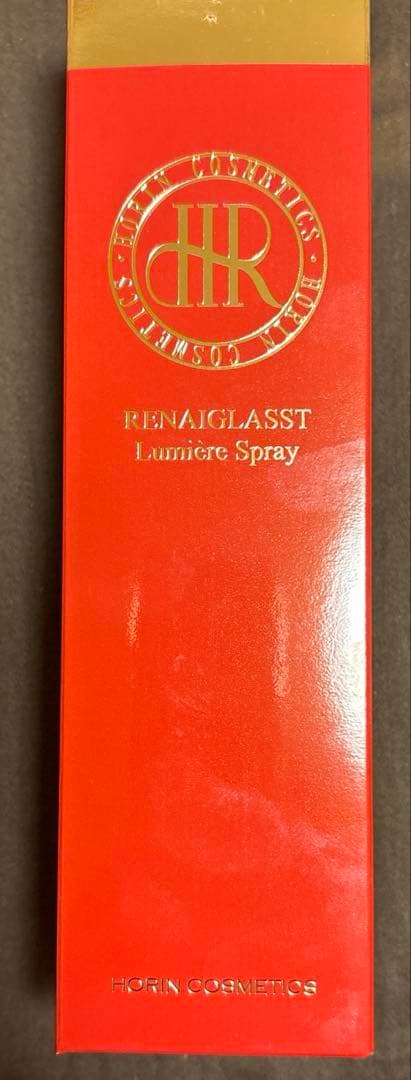 HORIN COSMETICS · HORIN COSMETICS ·
HR
RENAIGLASST
Lumière Spray
HORIN COSMETICS